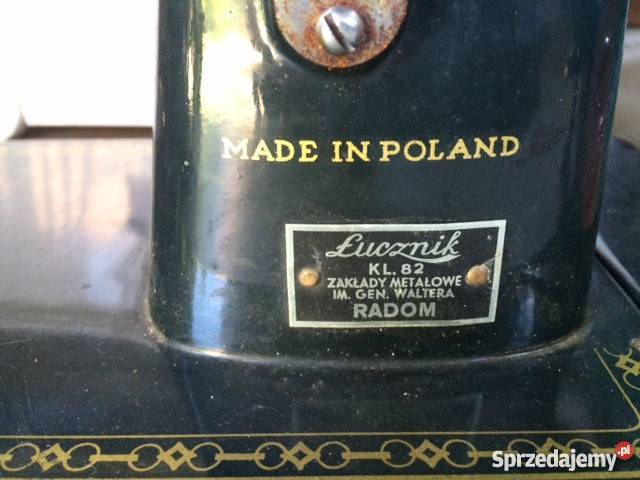 MADE IN POLAND
Łucznik
KL. 82
ZAKŁADY METALOWE
IM. GEN. WALTERA
RADOM
Sprzedajemy.pl